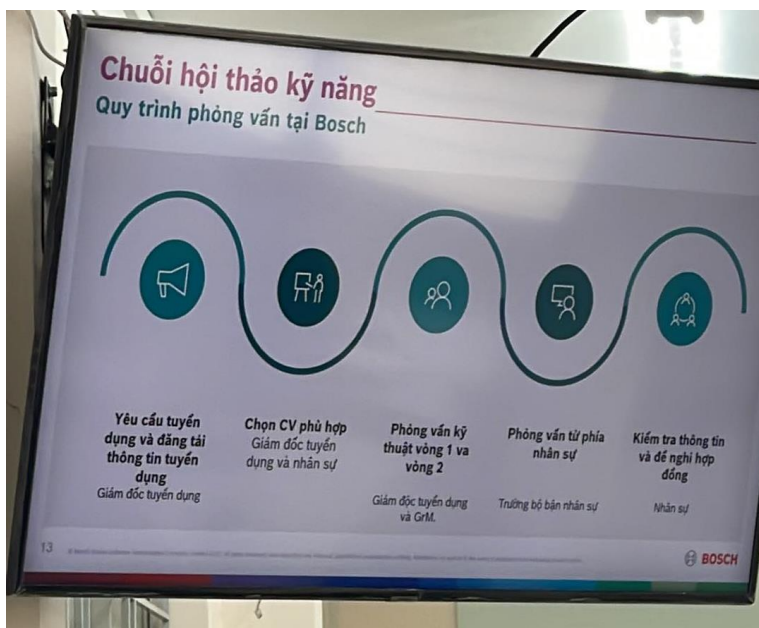 Chuỗi hội thảo kỹ năng
Quy trình phỏng vấn tại Bosch
Yêu cầu tuyển
dụng và đăng tải
thông tin tuyển
dụng
Giám đốc tuyển dụng
Chọn CV phù hợp
Giám đốc tuyển
dụng và nhân sự
Phỏng vấn kỹ
thuật vòng 1 va
vòng 2
Giám đốc tuyển dụng
và GrM.
Phỏng vấn từ phía
nhân sự
Trưởng bộ bận nhân sự
Kiểm tra thông tin
và đề nghị hợp
đồng
Nhân sự
13
BOSCH